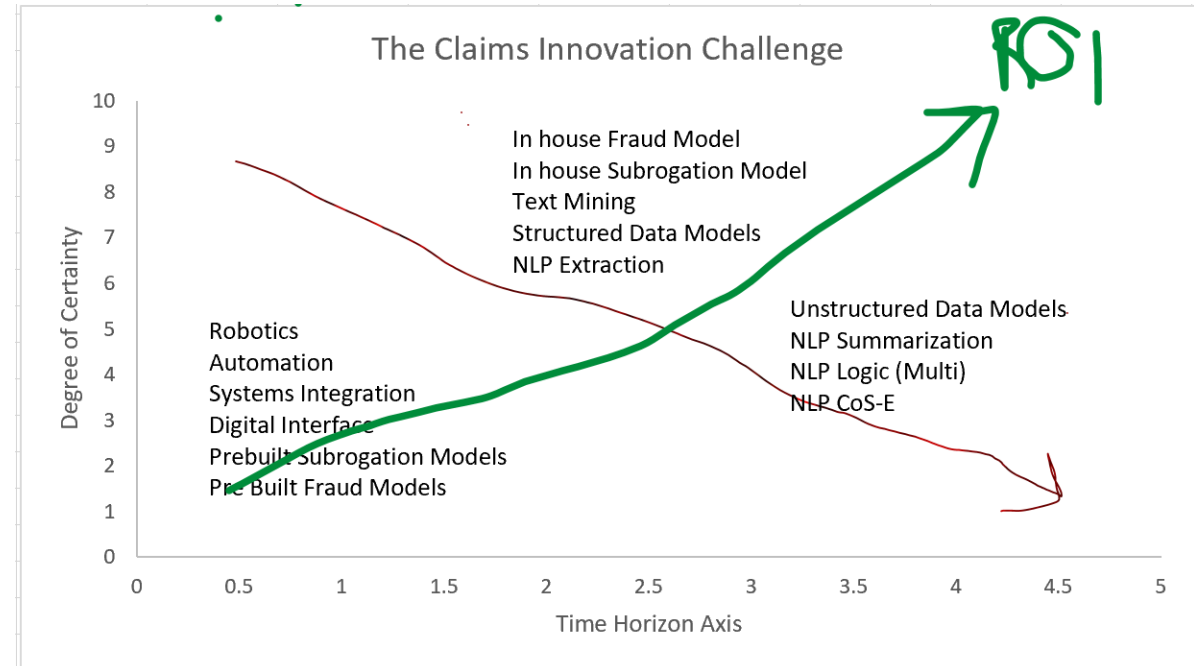 The Claims Innovation Challenge
ROI
10
9
8
7
6
5
4
3
2
1
0
Degree of Certainty
In house Fraud Model
In house Subrogation Model
Text Mining
Structured Data Models
NLP Extraction
Unstructured Data Models
NLP Summarization
NLP Logic (Multi)
NLP CoS-E
Robotics
Automation
Systems Integration
Digital Interface
Prebuilt Subrogation Models
Pre Built Fraud Models
0 0.5 1 1.5 2 2.5 3 3.5 4 4.5 5
Time Horizon Axis